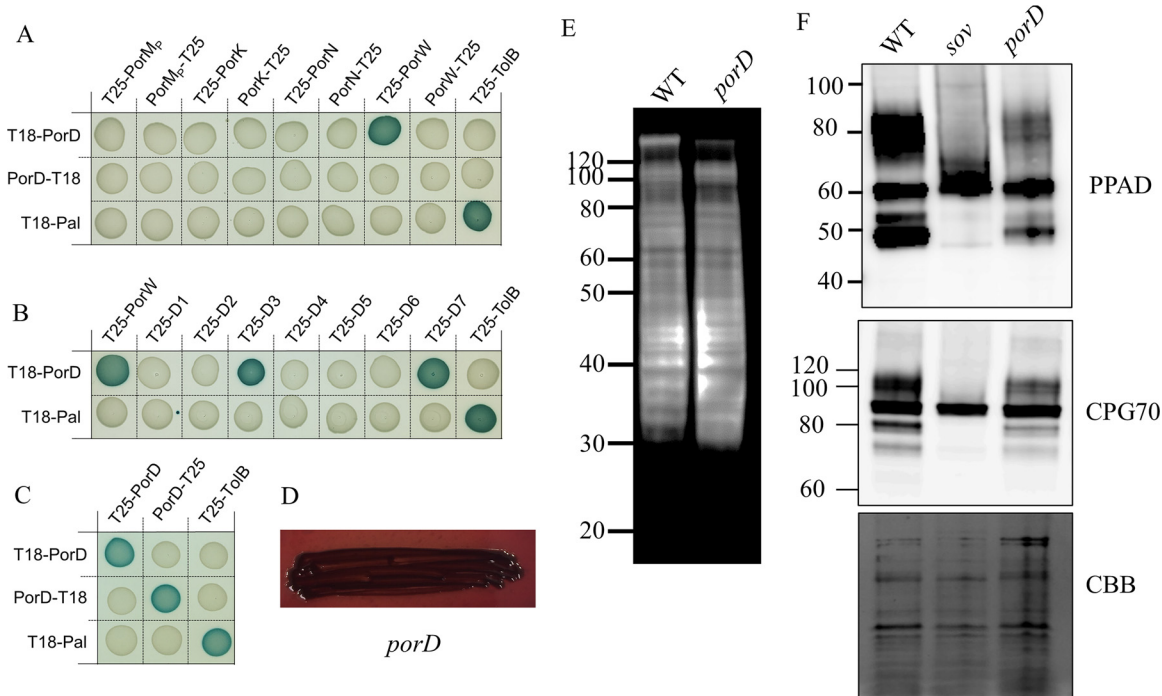 A
T25-PorMP
PorMP-T25
T25-PorK
PorK-T25
T25-PorN
PorN-T25
T25-PorW
PorW-T25
T25-TolB
T18-PorD
PorD-T18
T18-Pal
B
T25-PorW
T25-D1
T25-D2
T25-D3
T25-D4
T25-D5
T25-D6
T25-D7
T25-TolB
T18-PorD
T18-Pal
C
T25-PorD
PorD-T25
T25-TolB
T18-PorD
PorD-T18
T18-Pal
D
porD
E
WT
porD
120
100
80
60
50
40
30
20
F
WT
sov
porD
100
80
60
50
40
PPAD
120
100
80
60
CPG70
CBB